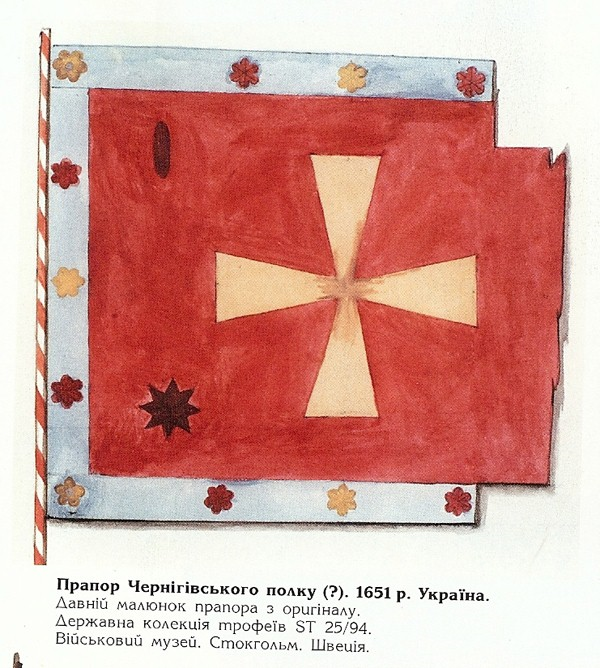 Прапор Чернігівського полку (?). 1651 р. Україна.
Давній малюнок прапора з оригіналу.
Державна колекція трофеїв ST 25/94.
Військовий музей. Стокгольм. Швеція.